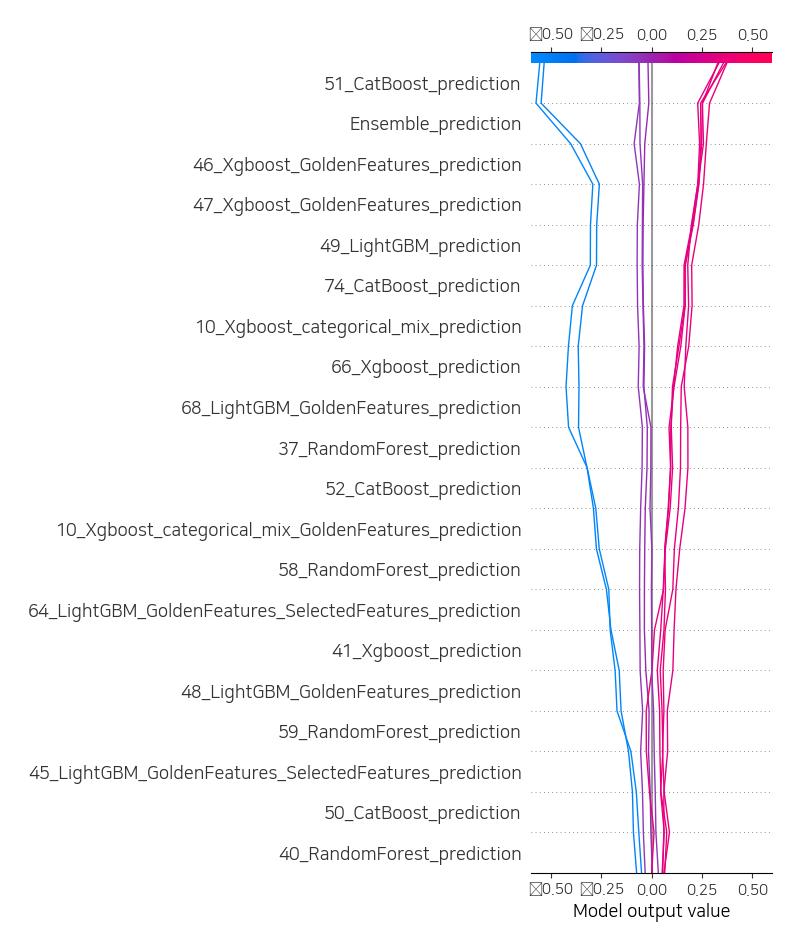 ▯0.50 ▯0.25 0.00 0.25 0.50
51_CatBoost_prediction
Ensemble_prediction
46_Xgboost_GoldenFeatures_prediction
47_Xgboost_GoldenFeatures_prediction
49_LightGBM_prediction
74_CatBoost_prediction
10_Xgboost_categorical_mix_prediction
66_Xgboost_prediction
68_LightGBM_GoldenFeatures_prediction
37_RandomForest_prediction
52_CatBoost_prediction
10_Xgboost_categorical_mix_GoldenFeatures_prediction
58_RandomForest_prediction
64_LightGBM_GoldenFeatures_SelectedFeatures_prediction
41_Xgboost_prediction
48_LightGBM_GoldenFeatures_prediction
59_RandomForest_prediction
45_LightGBM_GoldenFeatures_SelectedFeatures_prediction
50_CatBoost_prediction
40_RandomForest_prediction
▯0.50 ▯0.25 0.00 0.25 0.50
Model output value